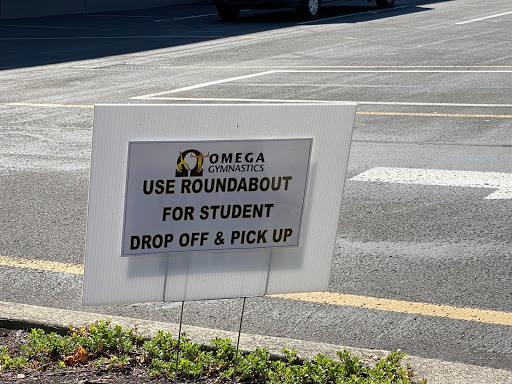 OMEGA
GYMNASTICS
USE ROUNDABOUT
FOR STUDENT
DROP OFF & PICK UP